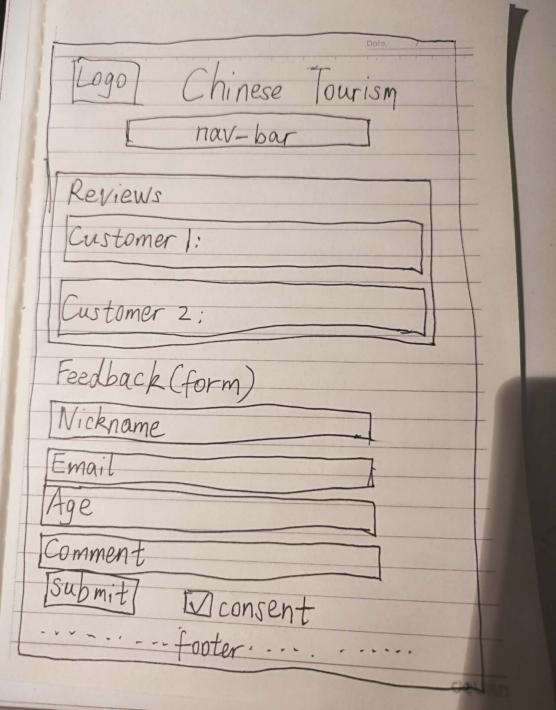 Date.
Logo
Chinese Tourism
nav-bar
Reviews
Customer 1:
Customer 2:
Feedback (form)
Nickname
Email
Age
Comment
submit
consent
footer